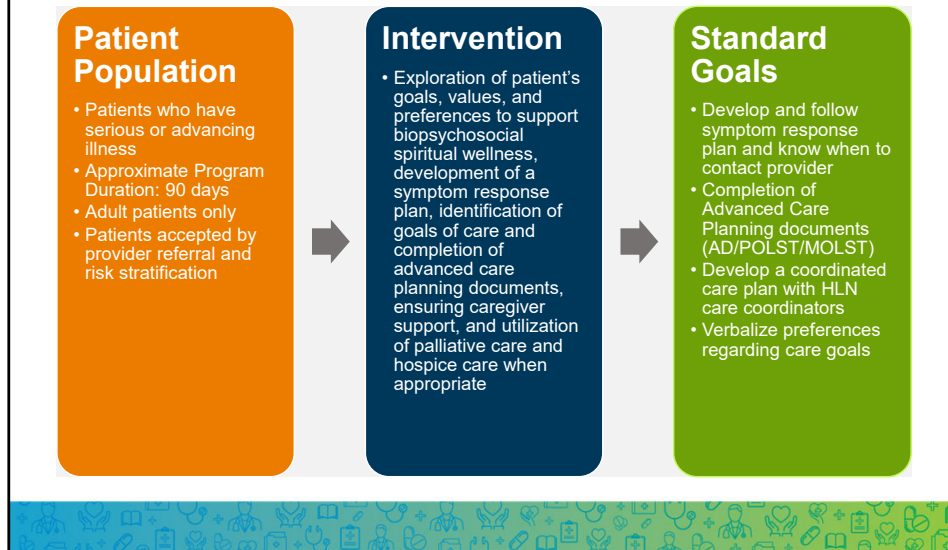 Patient
Population
• Patients who have
serious or advancing
illness
• Approximate Program
Duration: 90 days
• Adult patients only
• Patients accepted by
provider referral and
risk stratification
Intervention
• Exploration of patient's
goals, values, and
preferences to support
biopsychosocial
spiritual wellness,
development of a
symptom response
plan, identification of
goals of care and
completion of
advanced care
planning documents,
ensuring caregiver
support, and utilization
of palliative care and
hospice care when
appropriate
Standard
Goals
• Develop and follow
symptom response
plan and know when to
contact provider
• Completion of
Advanced Care
Planning documents
(AD/POLST/MOLST)
• Develop a coordinated
care plan with HLN
care coordinators
• Verbalize preferences
regarding care goals